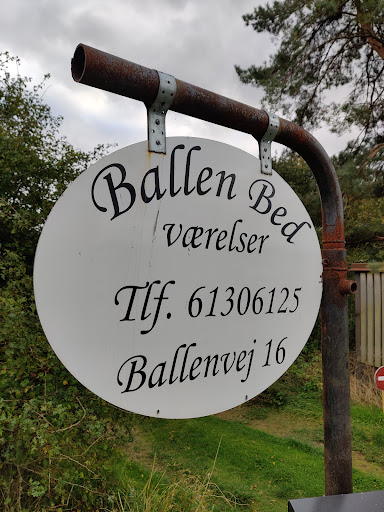 Ballen Bed
værelser
Tlf. 61306125
Ballenvej 16